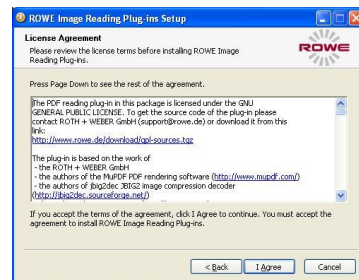 ROWE Image Reading Plug-ins Setup
License Agreement
Please review the license terms before installing ROWE Image
Reading Plug-ins.
ROWE
Press Page Down to see the rest of the agreement.
The PDF reading plug-in in this package is licensed under the GNU
GENERAL PUBLIC LICENSE. To get the source code of the plug-in please
contact ROTH + WEBER GmbH (support@rowe.de) or download it from this
link:
http://www.rowe.de/download/gpl-sources.tgz
The plug-in is based on the work of
- the ROTH + WEBER GmbH
- the authors of the MuPDF PDF rendering software (http://www.mupdf.com/)
- the authors of jbig2dec JBIG2 image compression decoder
(http://jbig2dec.sourceforge.net/)
If you accept the terms of the agreement, click I Agree to continue. You must accept the
agreement to install ROWE Image Reading Plug-ins.
< Back
I Agree
Cancel